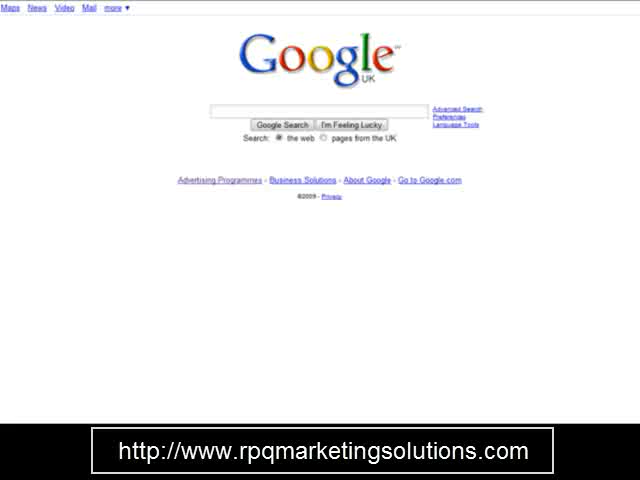 Maps News Video Mail more ▼
Google™
UK
Advanced Search
Preferences
Language Tools
Google Search I'm Feeling Lucky
Search: the web pages from the UK
Advertising Programmes - Business Solutions - About Google - Go to Google.com
©2009 - Privacy
http://www.rpqmarketingsolutions.com